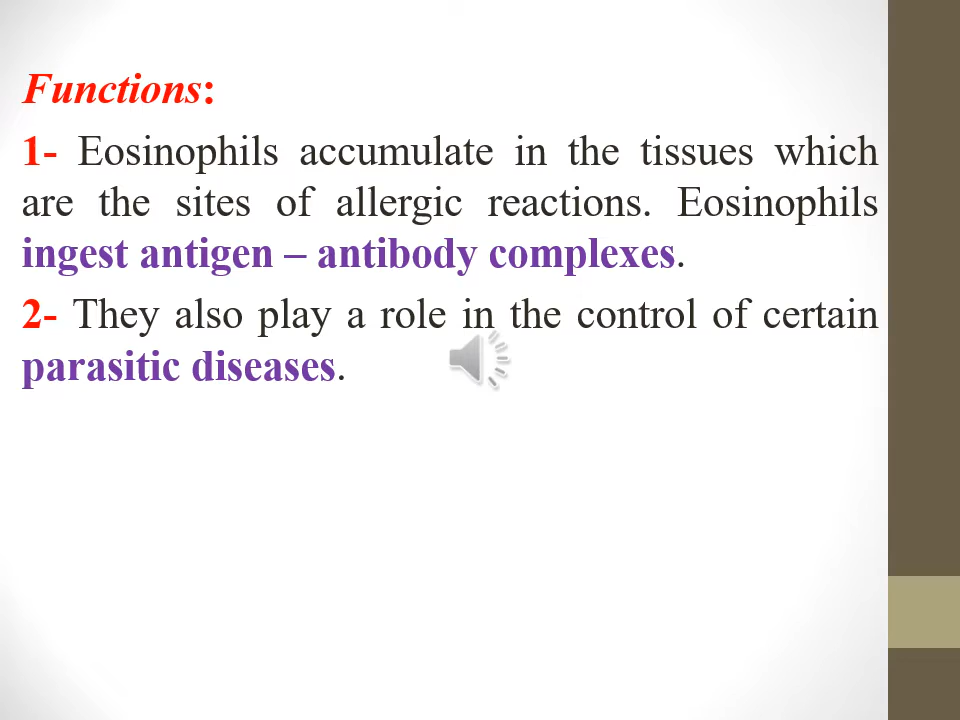 Functions:
1- Eosinophils accumulate in the tissues which
are the sites of allergic reactions. Eosinophils
ingest antigen – antibody complexes.
2- They also play a role in the control of certain
parasitic diseases.